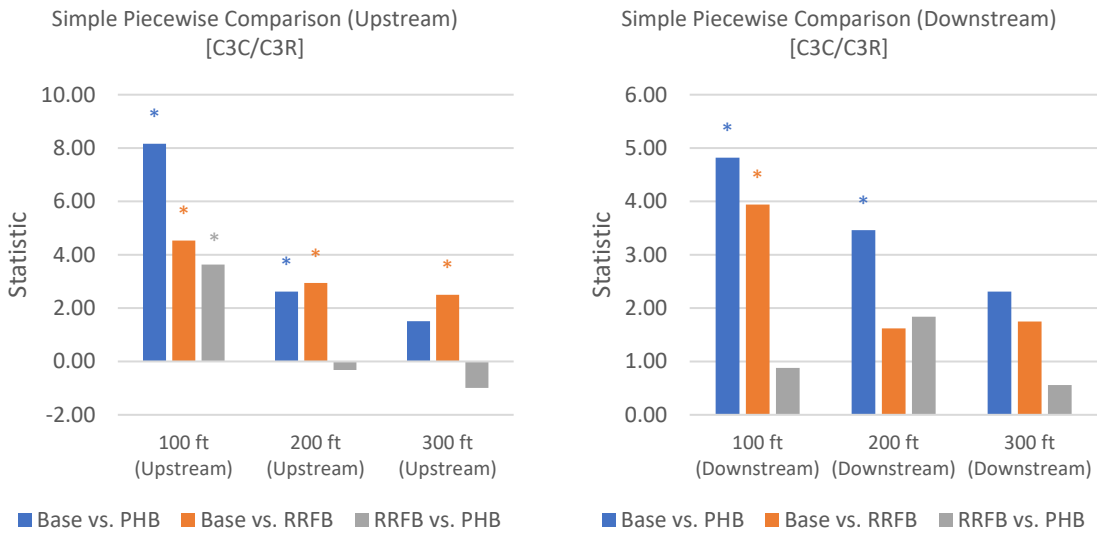 Simple Piecewise Comparison (Upstream)
[C3C/C3R]
10.00
8.00
6.00
4.00
2.00
0.00
-2.00
Statistic
*
*
*
*
*
*
100 ft
(Upstream)
200 ft
(Upstream)
300 ft
(Upstream)
Base vs. PHB
Base vs. RRFB
RRFB vs. PHB
Simple Piecewise Comparison (Downstream)
[C3C/C3R]
6.00
5.00
4.00
3.00
2.00
1.00
0.00
Statistic
*
*
*
100 ft
(Downstream)
200 ft
(Downstream)
300 ft
(Downstream)
Base vs. PHB
Base vs. RRFB
RRFB vs. PHB